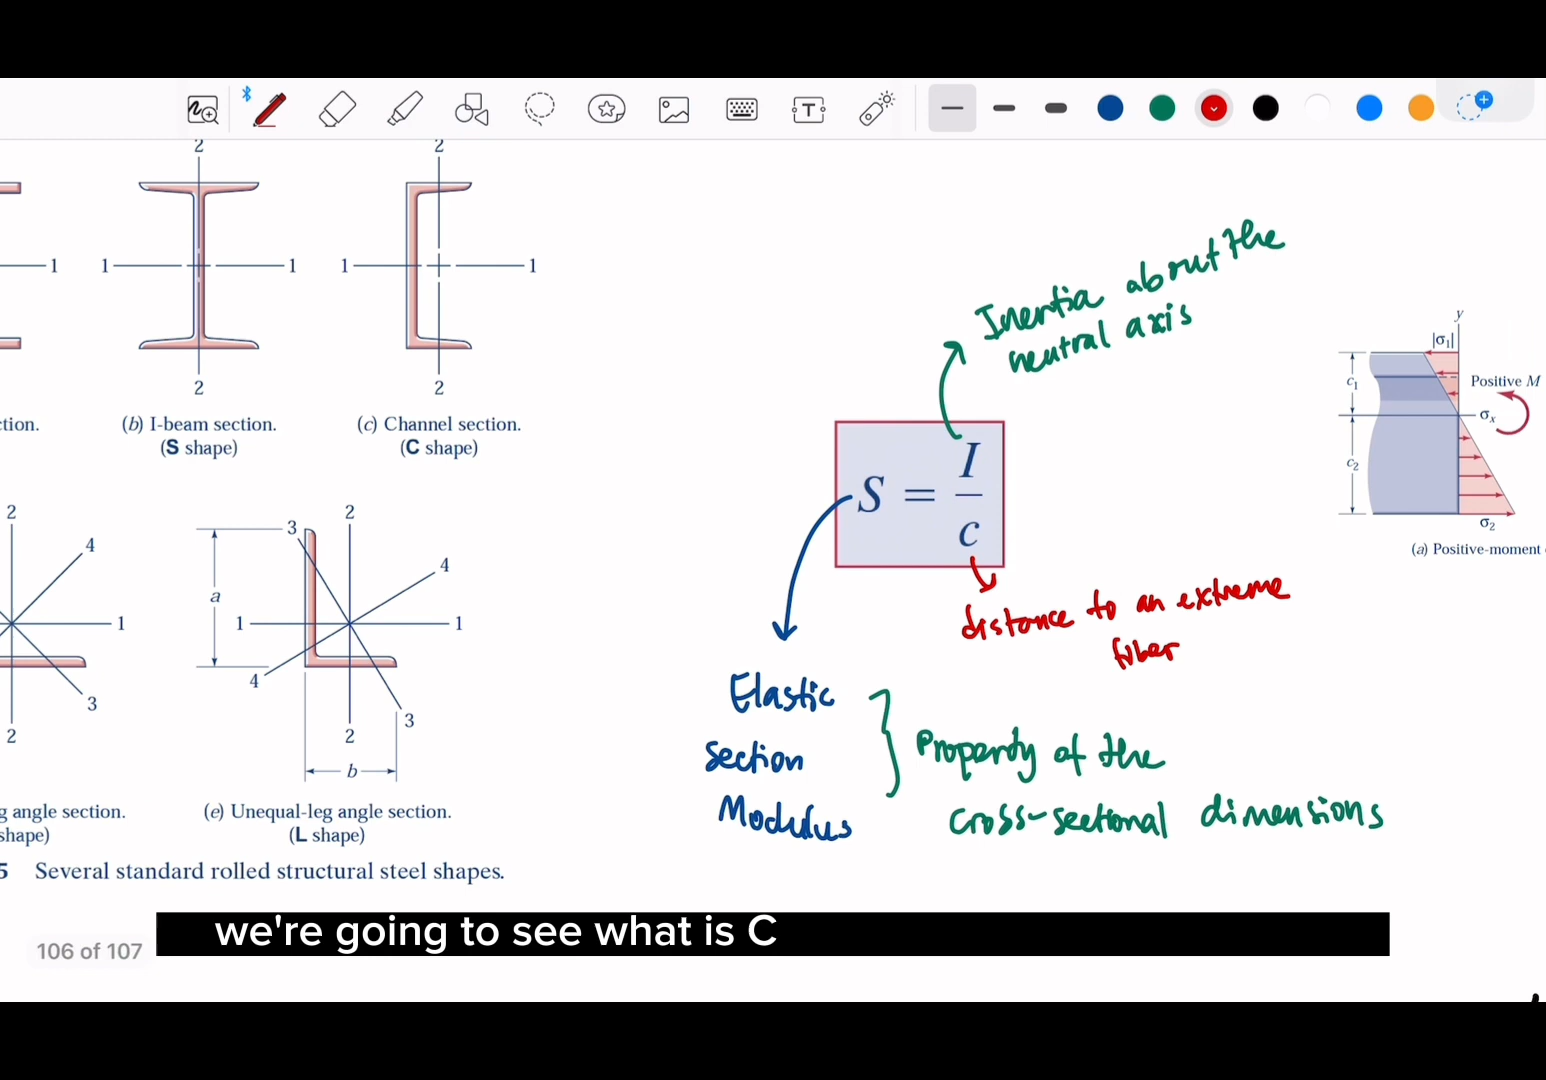 2
2
1
1
1
1
1
2
2
tion.
(b) I-beam section.
(S shape)
(c) Channel section.
(C shape)
2
4
1
3
2
g angle section.
shape)
a
3
2
4
1
1
4
3
2
b
(e) Unequal-leg angle section.
(L shape)
5 Several standard rolled structural steel shapes.
Inertia about the
neutral axis
S = I
c
distance to an extreme
fiber
Elastic
Section
Modulus
Property of the
cross-sectional dimensions
y
|σ1|
c1
Positive M
σx
c2
σ2
(a) Positive-moment
106 of 107
we're going to see what is C